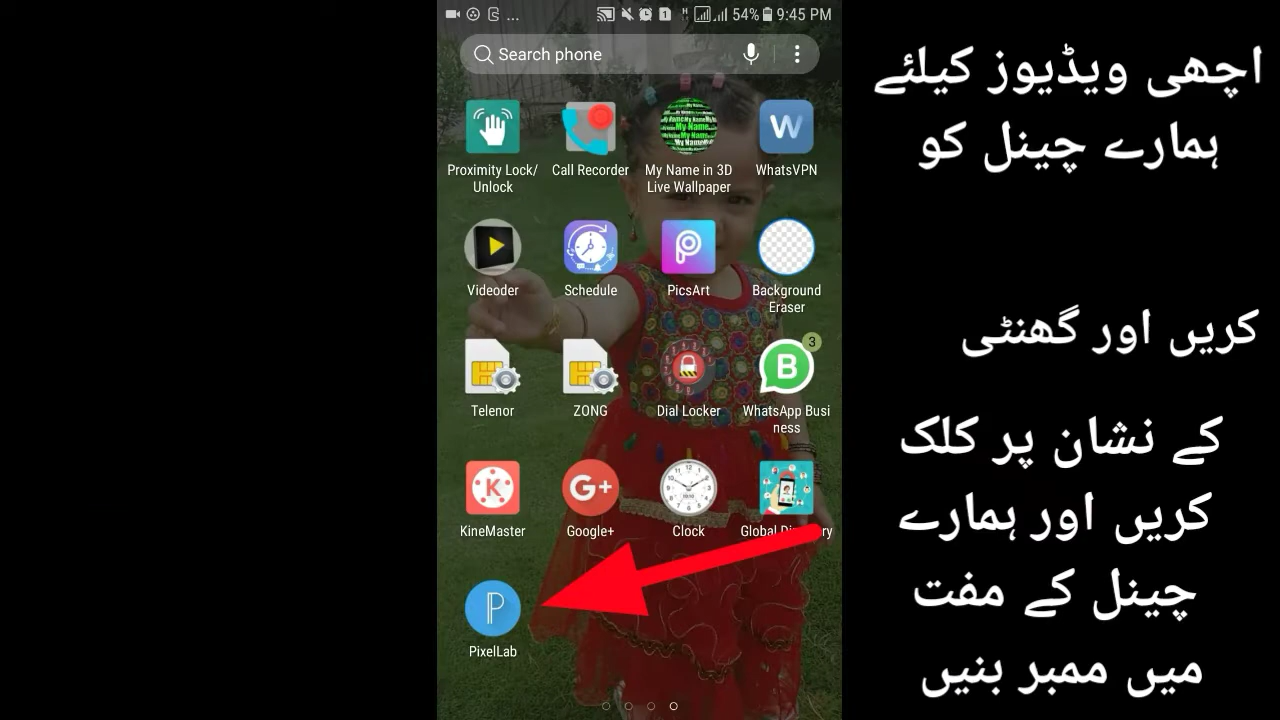 ... 54% 9:45 PM
Search phone
Proximity Lock/
Unlock
Call Recorder
My Name in 3D
Live Wallpaper
WhatsVPN
Videoder
Schedule
PicsArt
Background
Eraser
Telenor
ZONG
Dial Locker
3
WhatsApp Busi
ness
KineMaster
Google+
Clock
PixelLab
اچھی ویڈیوز کیلئے
ہمارے چینل کو
کریں اور گھنٹی
کے نشان پر کلک
کریں اور ہمارے
چینل کے مفت
میں ممبر بنیں